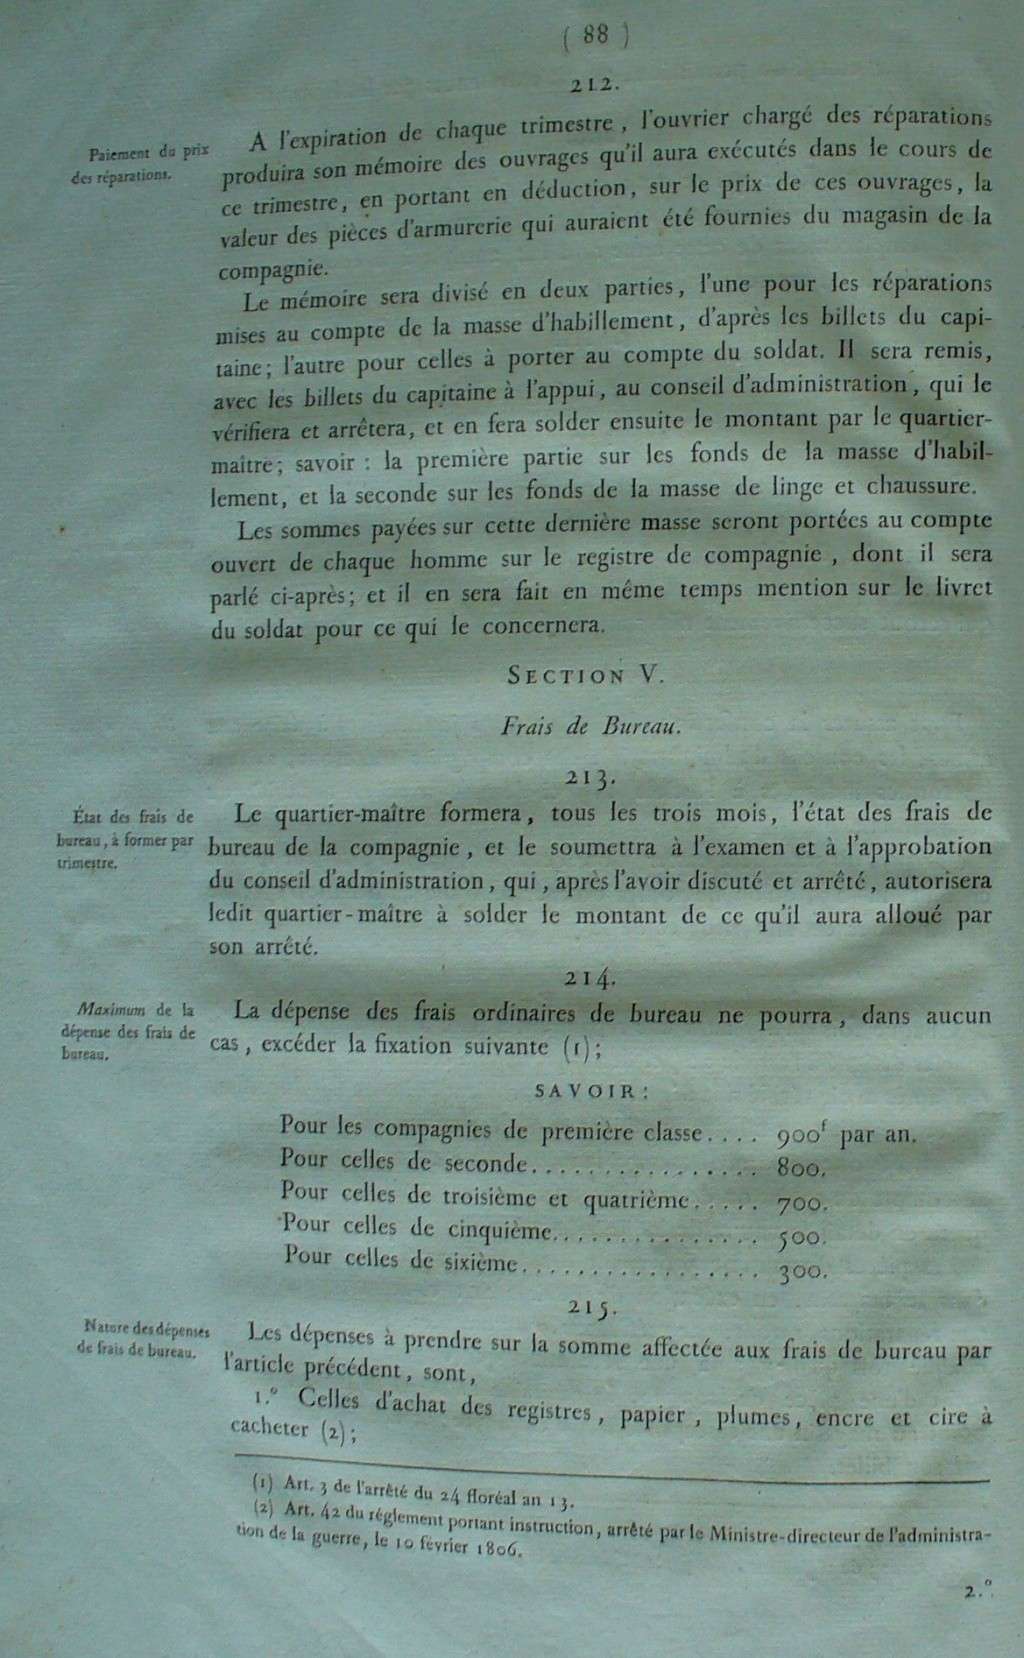 ( 88 )
212.
Paiement du prix
des réparations.
A l'expiration de chaque trimestre, l'ouvrier chargé des réparations
produira son mémoire des ouvrages qu'il aura exécutés dans le cours de
ce trimestre, en portant en déduction, sur le prix de ces ouvrages, la
valeur des pièces d'armurerie qui auraient été fournies du magasin de la
compagnie.
Le mémoire sera divisé en deux parties, l'une pour les réparations
mises au compte de la masse d'habillement, d'après les billets du capi-
taine; l'autre pour celles à porter au compte du soldat. Il sera remis,
avec les billets du capitaine à l'appui, au conseil d'administration, qui le
vérifiera et arrêtera, et en fera solder ensuite le montant par le quartier-
maître; savoir : la première partie sur les fonds de la masse d'habil-
lement, et la seconde sur les fonds de la masse de linge et chaussure.
Les sommes payées sur cette dernière masse seront portées au compte
ouvert de chaque homme sur le registre de compagnie, dont il sera
parlé ci-après; et il en sera fait en même temps mention sur le livret
du soldat pour ce qui le concernera.
SECTION V.
Frais de Bureau.
213.
État des frais de
bureau, à former par
trimestre.
Le quartier-maître formera, tous les trois mois, l'état des frais de
bureau de la compagnie, et le soumettra à l'examen et à l'approbation
du conseil d'administration, qui, après l'avoir discuté et arrêté, autorisera
ledit quartier-maître à solder le montant de ce qu'il aura alloué par
son arrêté.
214.
Maximum de la
dépense des frais de
bureau.
La dépense des frais ordinaires de bureau ne pourra, dans aucun
cas, excéder la fixation suivante (1);
SAVOIR:
Pour les compagnies de première classe.... 900f par an.
Pour celles de seconde................ 800.
Pour celles de troisième et quatrième..... 700.
Pour celles de cinquième............... 500.
Pour celles de sixième.................. 300.
215.
Nature des dépenses
de frais de bureau.
Les dépenses à prendre sur la somme affectée aux frais de bureau par
l'article précédent, sont,
1.º Celles d'achat des registres, papier, plumes, encre et cire à
cacheter (2);
(1) Art. 3 de l'arrêté du 24 floréal an 13.
(2) Art. 42 du réglement portant instruction, arrêté par le Ministre-directeur de l'administra-
tion de la guerre, le 10 février 1806.
2.º